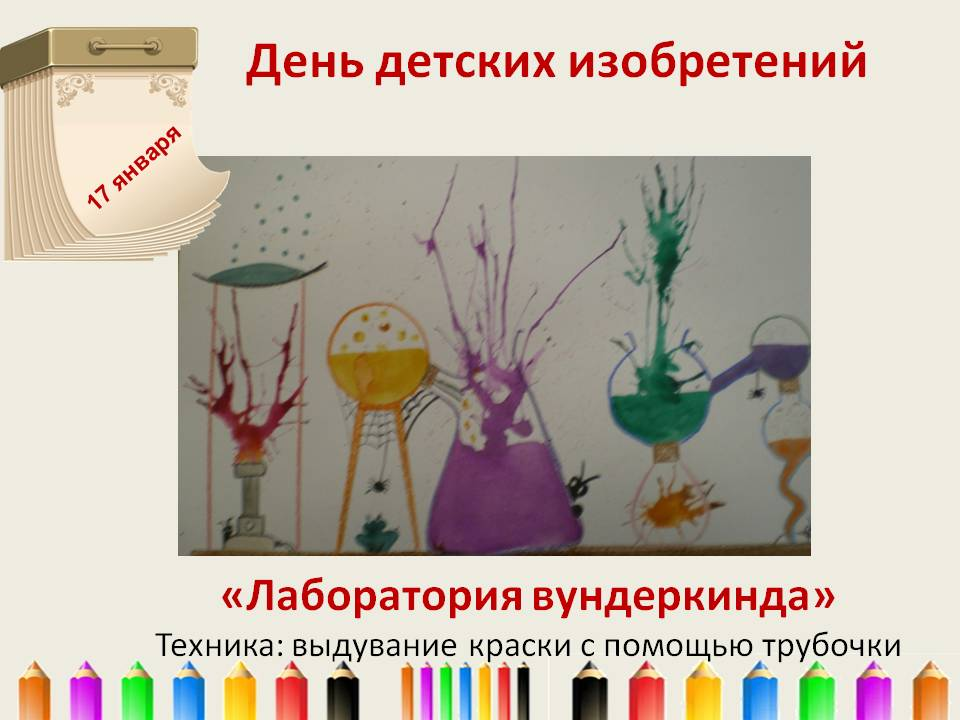 День детских изобретений
17 января
«Лаборатория вундеркинда»
Техника: выдувание краски с помощью трубочки